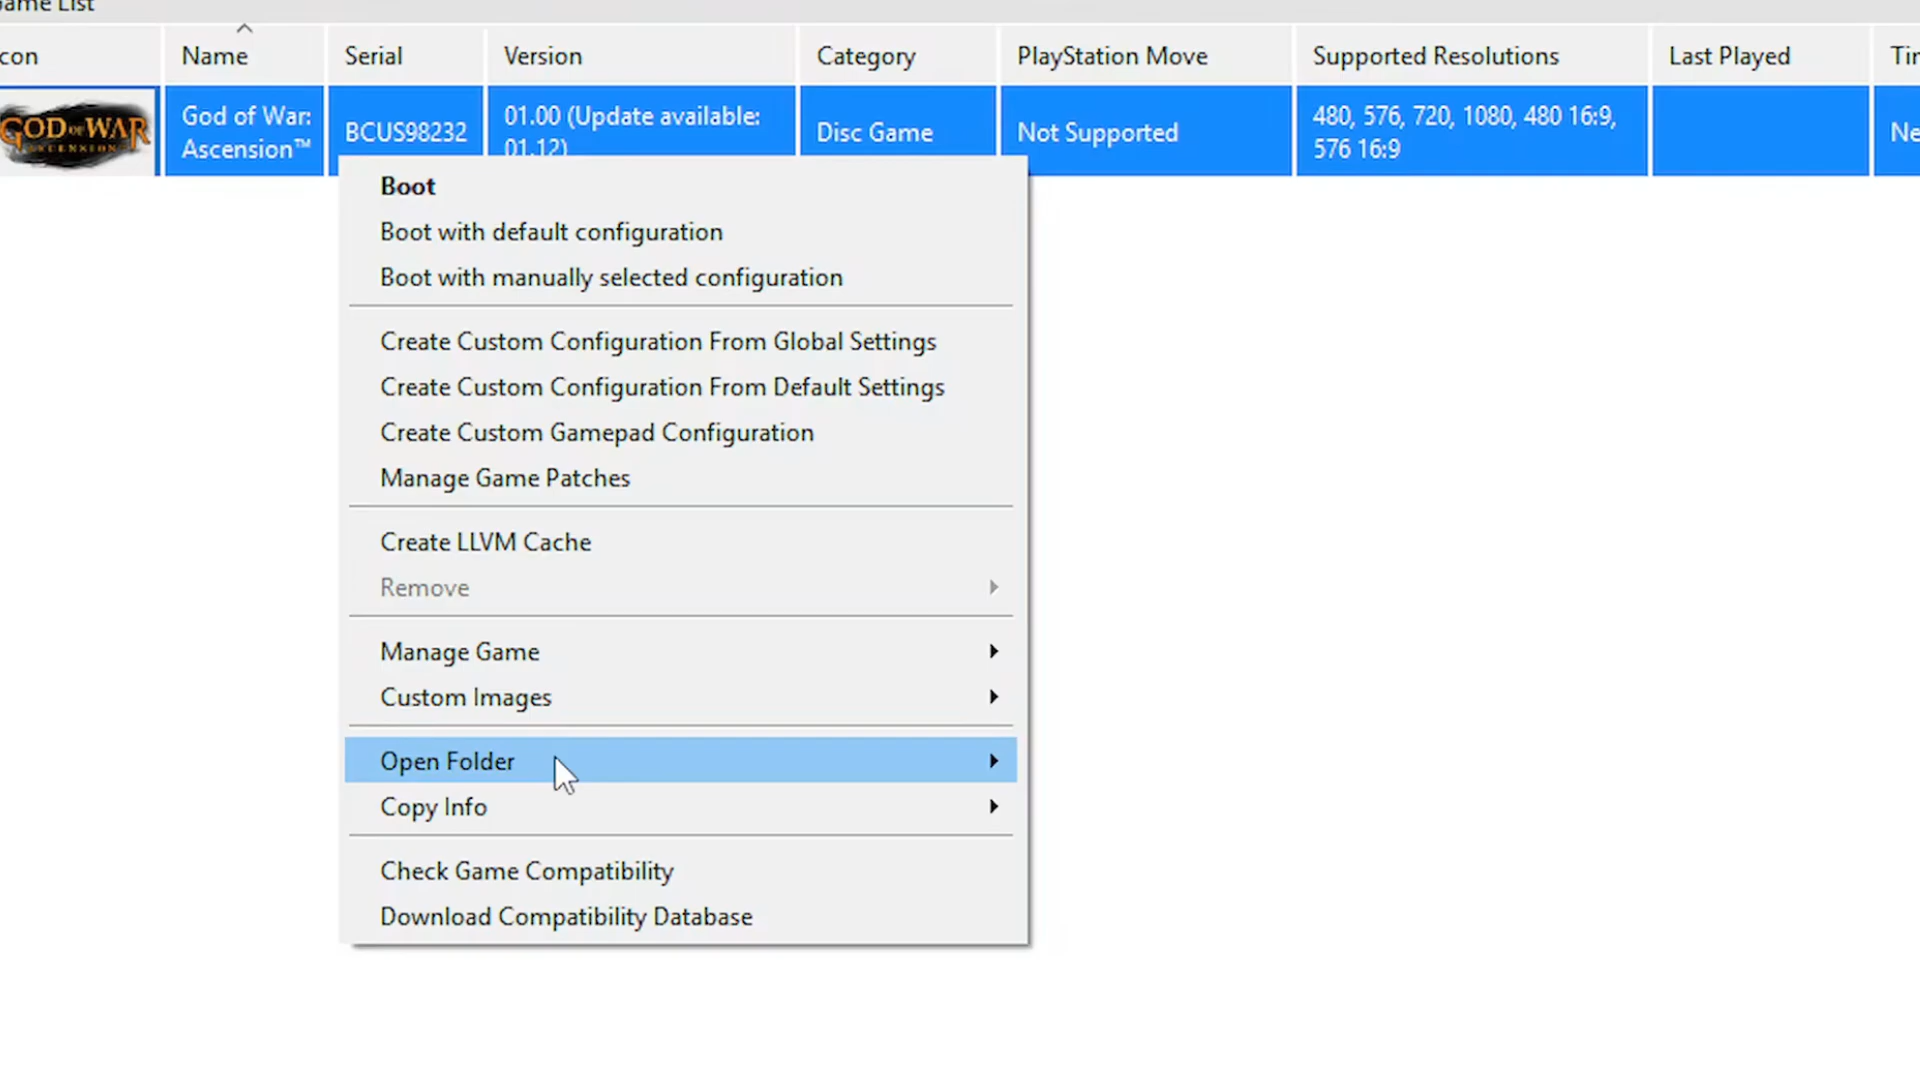 Game List
con
Name
Serial
Version
Category
PlayStation Move
Supported Resolutions
Last Played
GOD OF WAR
ASCENSION
God of War:
Ascension™
BCUS98232
01.00 (Update available:
01.12)
Disc Game
Not Supported
480, 576, 720, 1080, 480 16:9,
576 16:9
Ne
Boot
Boot with default configuration
Boot with manually selected configuration
Create Custom Configuration From Global Settings
Create Custom Configuration From Default Settings
Create Custom Gamepad Configuration
Manage Game Patches
Create LLVM Cache
Remove
Manage Game
Custom Images
Open Folder
Copy Info
Check Game Compatibility
Download Compatibility Database